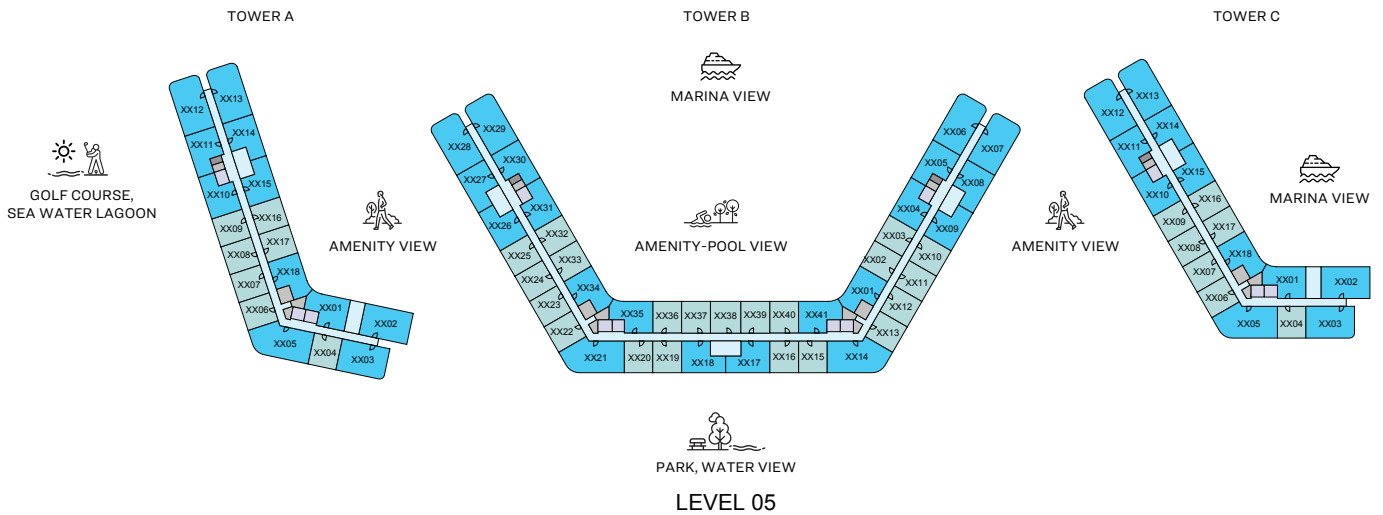 TOWER A
TOWER B
TOWER C
MARINA VIEW
GOLF COURSE,
SEA WATER LAGOON
AMENITY VIEW
AMENITY-POOL VIEW
AMENITY VIEW
MARINA VIEW
PARK, WATER VIEW
LEVEL 05
XX12
XX13
XX11
XX14
XX10
XX15
XX09
XX16
XX08
XX17
XX07
XX18
XX06
XX01
XX02
XX05
XX04
XX03
XX28
XX29
XX27
XX30
XX26
XX31
XX25
XX32
XX24
XX33
XX23
XX34
XX22
XX35
XX36
XX37
XX38
XX39
XX40
XX41
XX21
XX20
XX19
XX18
XX17
XX16
XX15
XX14
XX06
XX07
XX05
XX08
XX04
XX09
XX03
XX10
XX02
XX11
XX01
XX12
XX13
XX12
XX13
XX11
XX14
XX10
XX15
XX09
XX16
XX08
XX17
XX07
XX18
XX06
XX01
XX02
XX05
XX04
XX03